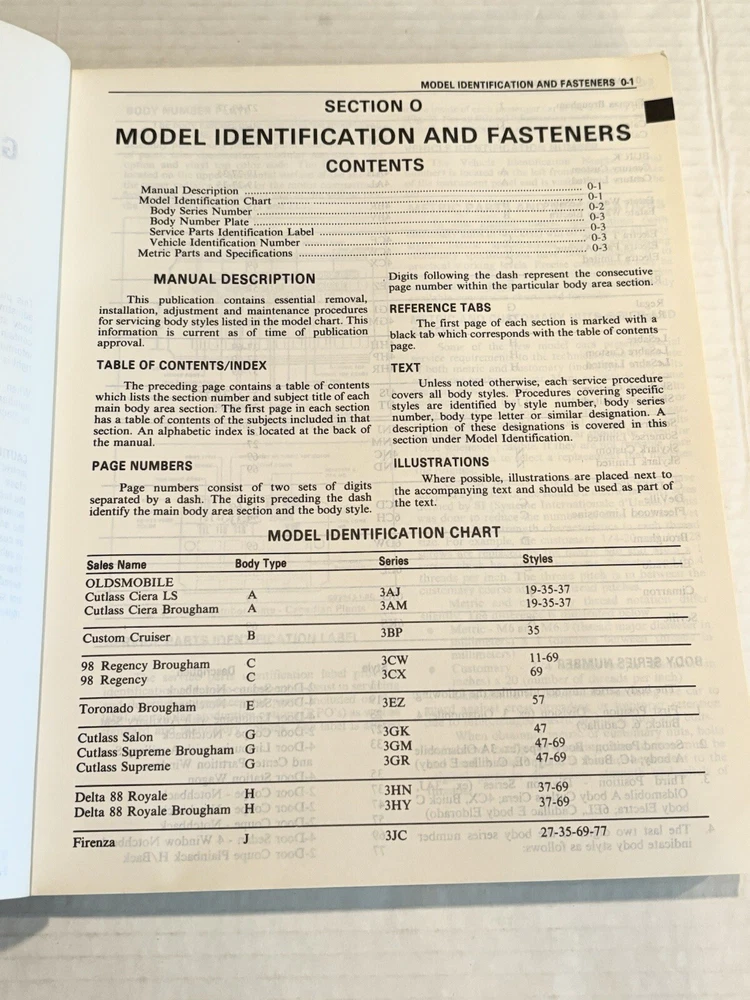 MODEL IDENTIFICATION AND FASTENERS 0-1
SECTION O
MODEL IDENTIFICATION AND FASTENERS
CONTENTS
Manual Description ........ 0-1
Model Identification Chart ........ 0-1
Body Series Number ........ 0-2
Body Number Plate ........ 0-3
Service Parts Identification Label ........ 0-3
Vehicle Identification Number ........ 0-3
Metric Parts and Specifications ........ 0-3
MANUAL DESCRIPTION
This publication contains essential removal,
installation, adjustment and maintenance procedures
for servicing body styles listed in the model chart. This
information is current as of time of publication
approval.
TABLE OF CONTENTS/INDEX
The preceding page contains a table of contents
which lists the section number and subject title of each
main body area section. The first page in each section
has a table of contents of the subjects included in that
section. An alphabetic index is located at the back of
the manual.
PAGE NUMBERS
Page numbers consist of two sets of digits
separated by a dash. The digits preceding the dash
identify the main body area section and the body style.
Digits following the dash represent the consecutive
page number within the particular body area section.
REFERENCE TABS
The first page of each section is marked with a
black tab which corresponds with the table of contents
page.
TEXT
Unless noted otherwise, each service procedure
covers all body styles. Procedures covering specific
styles are identified by style number, body series
number, body type letter or similar designation. A
description of these designations is covered in this
section under Model Identification.
ILLUSTRATIONS
Where possible, illustrations are placed next to
the accompanying text and should be used as part of
the text.
MODEL IDENTIFICATION CHART
Sales Name Body Type Series Styles
OLDSMOBILE
Cutlass Ciera LS A 3AJ 19-35-37
Cutlass Ciera Brougham A 3AM 19-35-37
Custom Cruiser B 3BP 35
98 Regency Brougham C 3CW 11-69
98 Regency C 3CX 69
Toronado Brougham E 3EZ 57
Cutlass Salon G 3GK 47
Cutlass Supreme Brougham G 3GM 47-69
Cutlass Supreme G 3GR 47-69
Delta 88 Royale H 3HN 37-69
Delta 88 Royale Brougham H 3HY 37-69
Firenza J 3JC 27-35-69-77